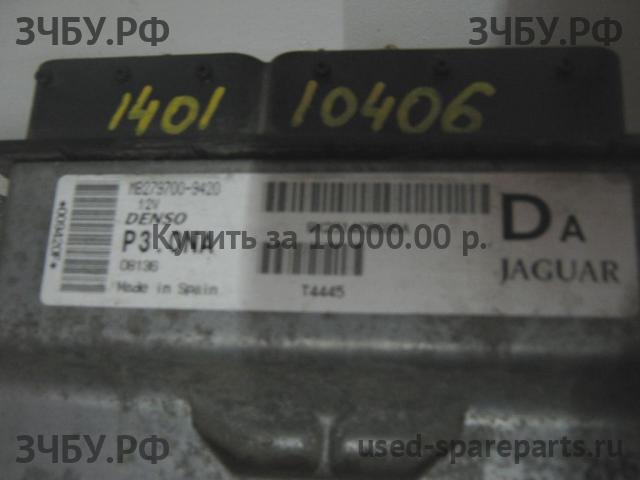 ЗЧБУ.РФ ЗЧБУ.РФ
1401 10406
MB279700-9420
12V
DENSO
Купить за 10000.00 р.
08136
Made in Spain
T4445
DA
JAGUAR
ЗЧБУ.РФ
used-spareparts.ru